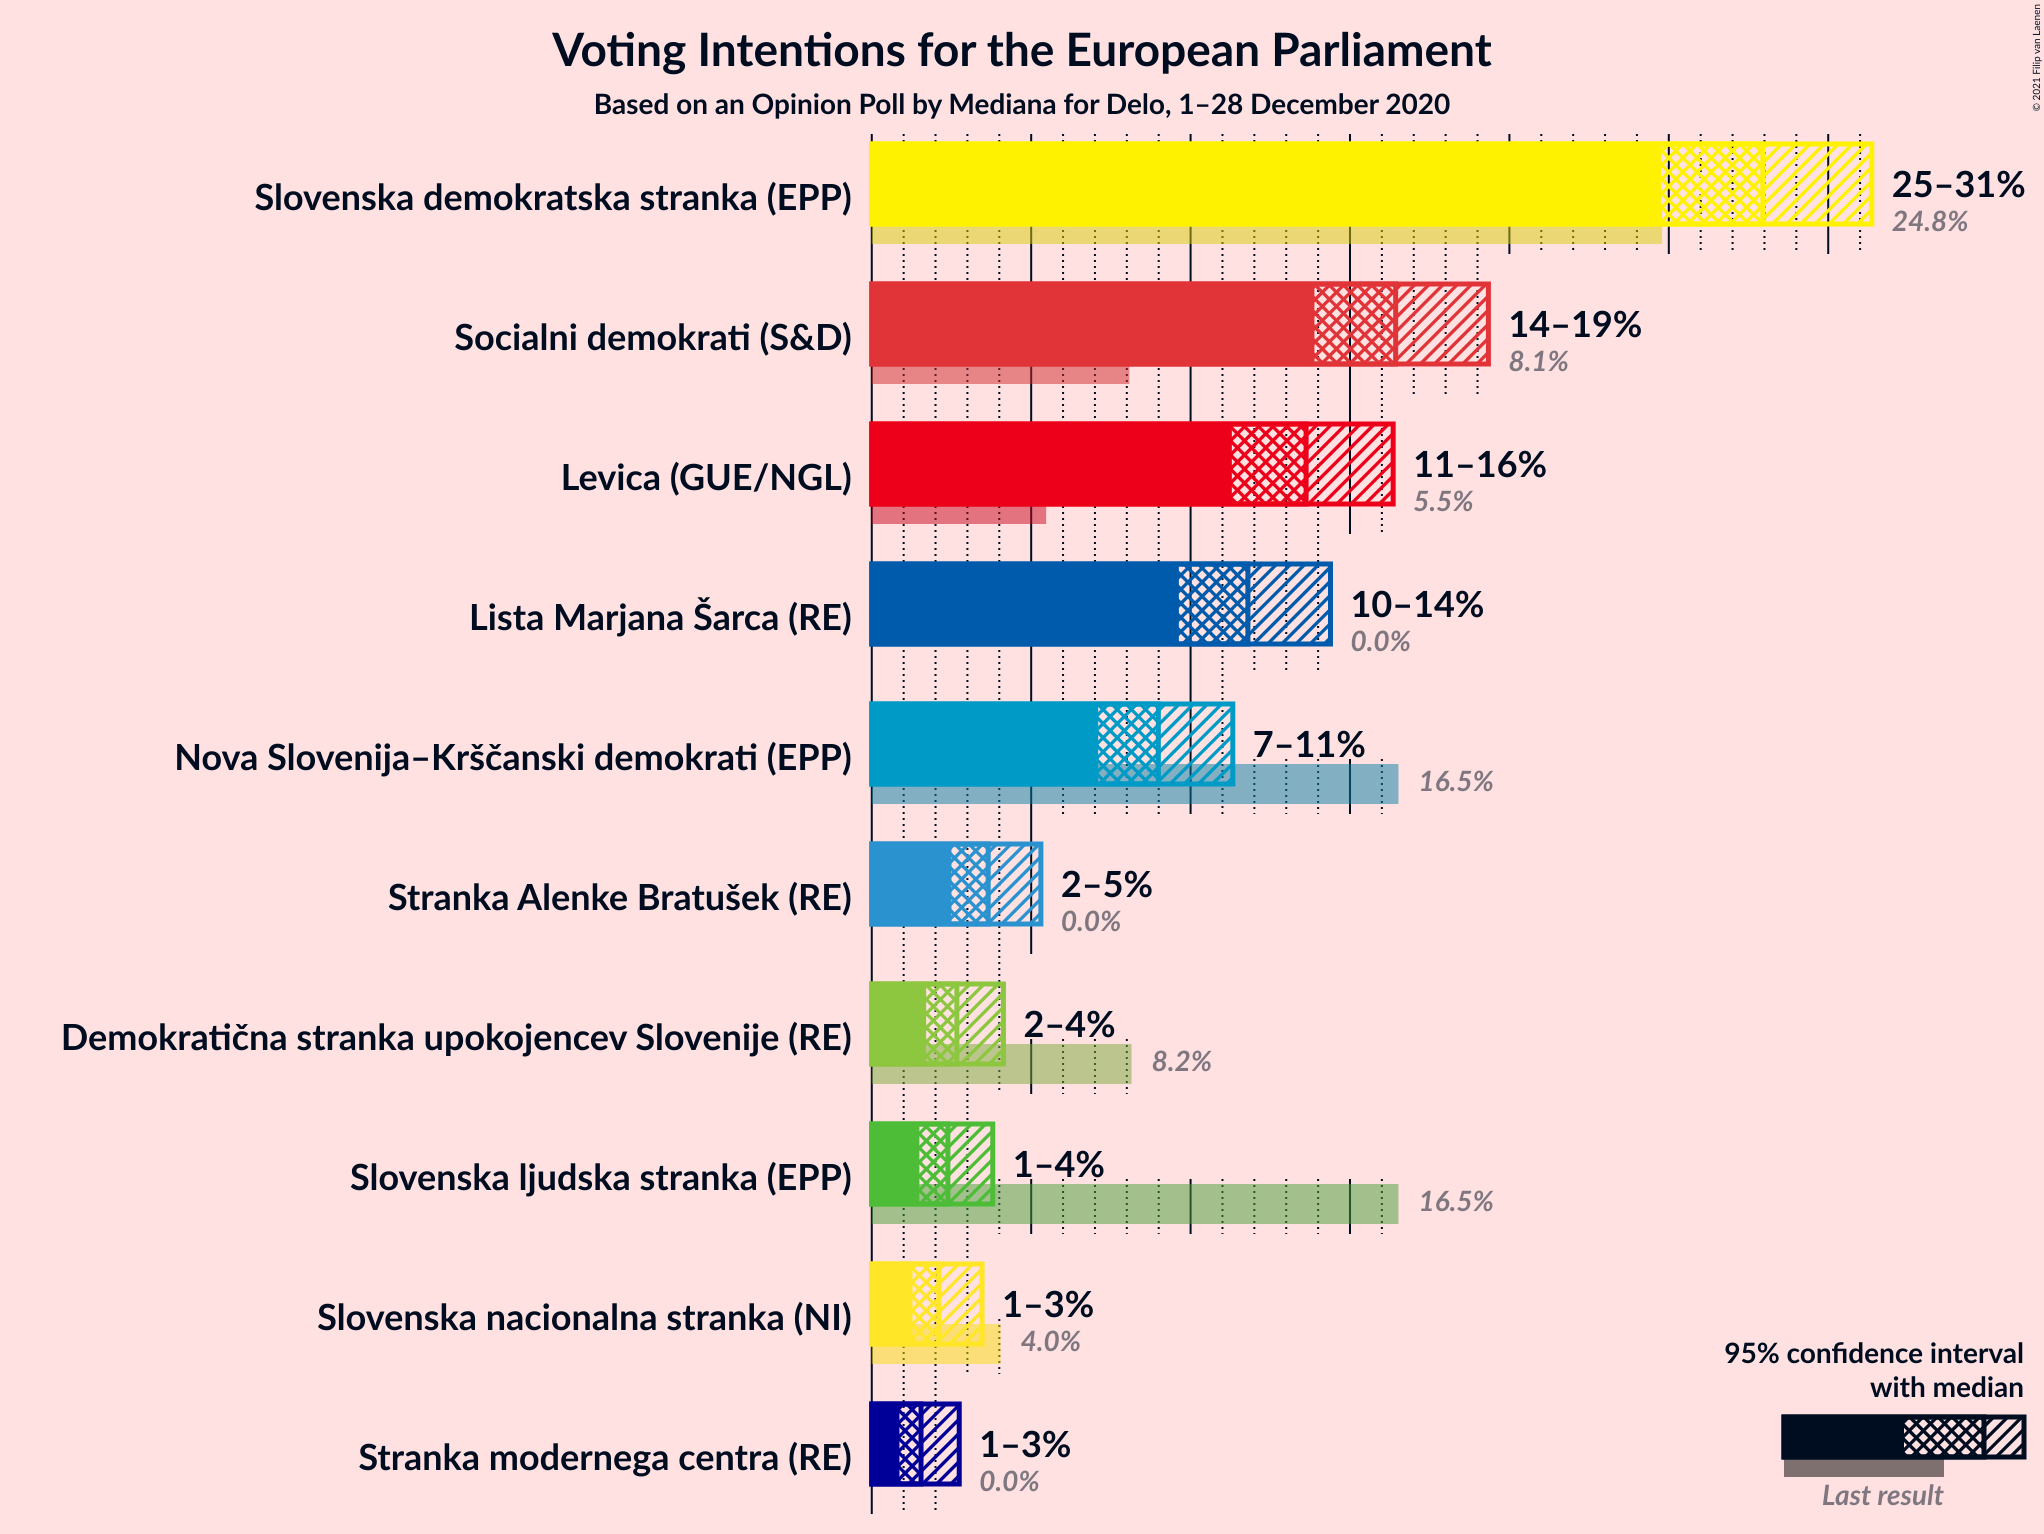 Voting Intentions for the European Parliament
Based on an Opinion Poll by Mediana for Delo, 1–28 December 2020
© 2021 Filip van Laenen
Slovenska demokratska stranka (EPP)
25–31%
24.8%
Socialni demokrati (S&D)
14–19%
8.1%
Levica (GUE/NGL)
11–16%
5.5%
Lista Marjana Šarca (RE)
10–14%
0.0%
Nova Slovenija–Krščanski demokrati (EPP)
7–11%
16.5%
Stranka Alenke Bratušek (RE)
2–5%
0.0%
Demokratična stranka upokojencev Slovenije (RE)
2–4%
8.2%
Slovenska ljudska stranka (EPP)
1–4%
16.5%
Slovenska nacionalna stranka (NI)
1–3%
4.0%
Stranka modernega centra (RE)
1–3%
0.0%
95% confidence interval
with median
Last result